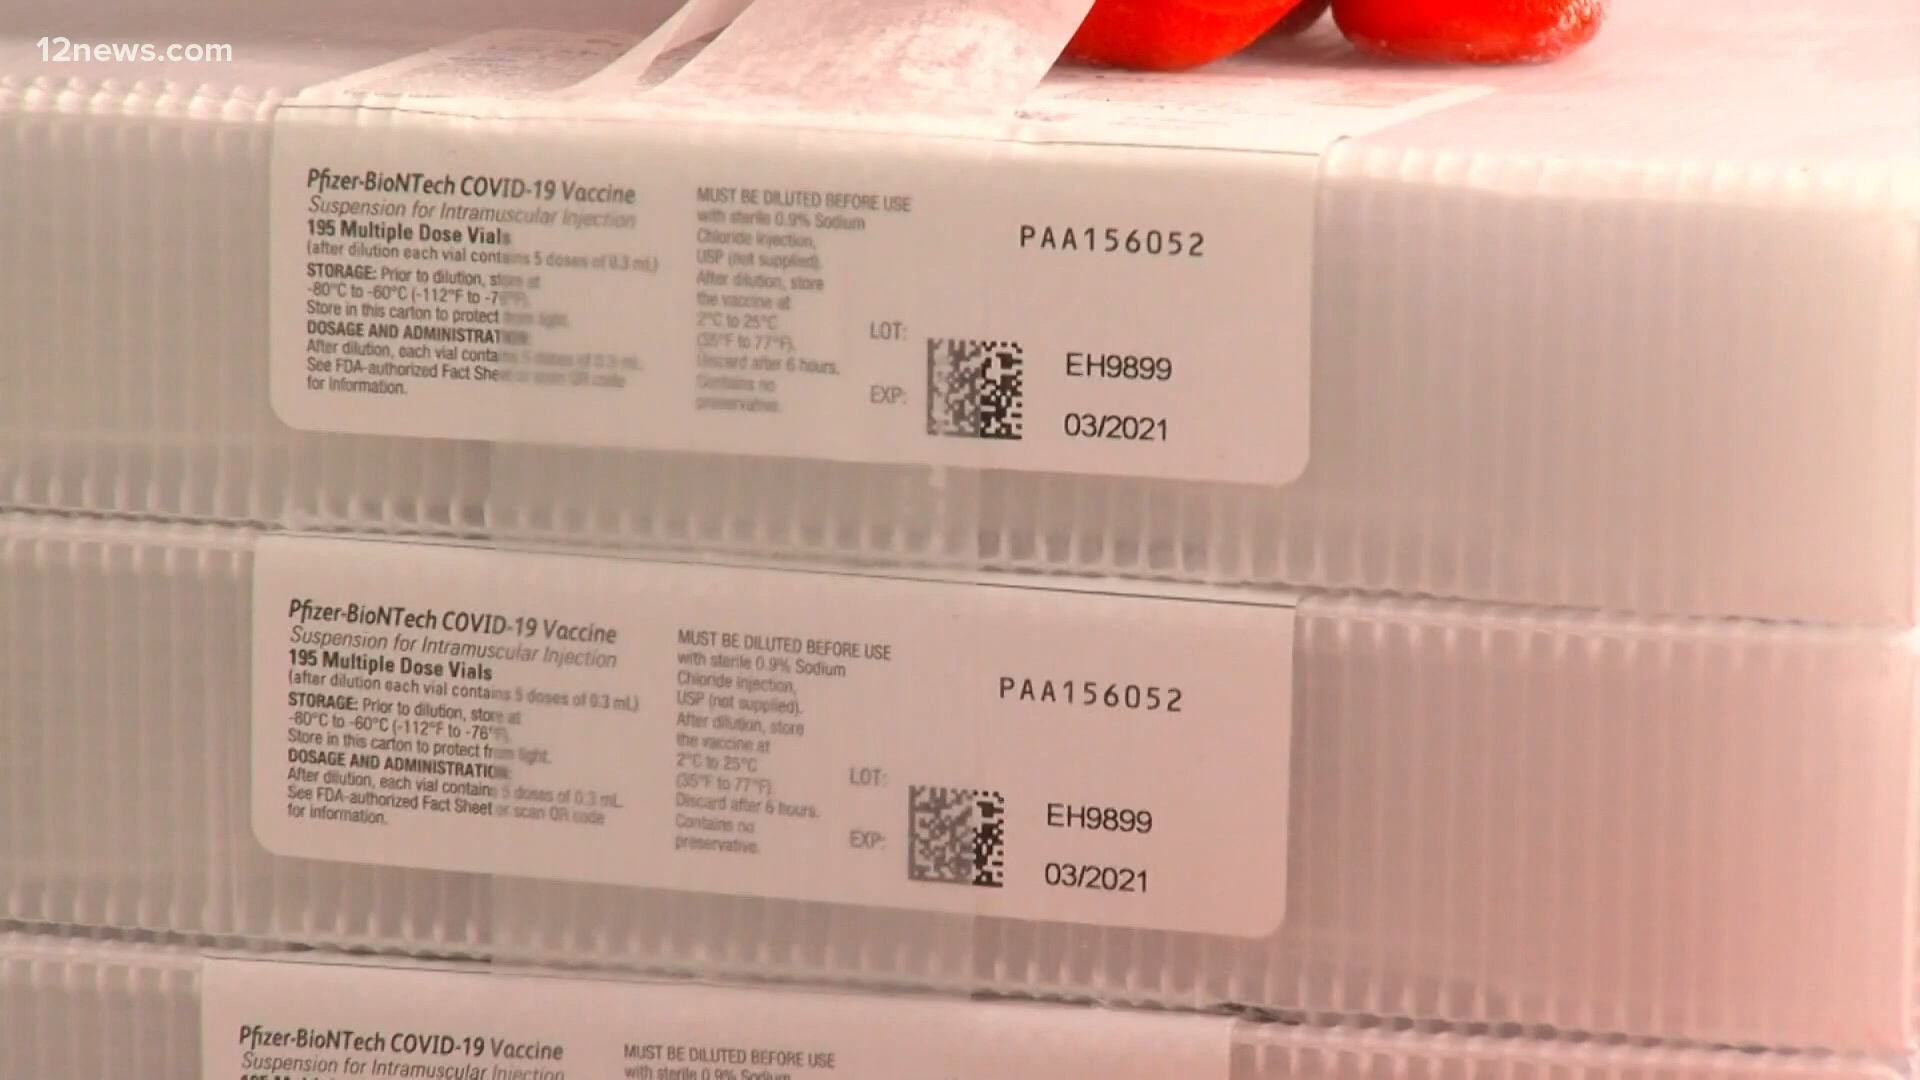 12news.com
Pfizer-BioNTech COVID-19 Vaccine
Suspension for Intramuscular Injection
195 Multiple Dose Vials
(after dilution each vial contains 5 doses of 0.3 mL)
STORAGE: Prior to dilution, store at
-80°C to -60°C (-112°F to
Store in this carton to protect from light.
DOSAGE AND ADMINISTRATION:
After dilution, each vial contains 5 doses of 0.3 mL.
See FDA-authorized Fact Sheet or scan QR code
for information.
MUST BE DILUTED BEFORE USE
with sterile 0.9% Sodium
Chloride Injection,
USP (not supplied).
After dilution, store
the vaccine at
2°C to 25°C
(35°F to 77°F).
Discard after 6 hours.
Contains no
preservative.
PAA156052
LOT: EH9899
EXP: 03/2021
Pfizer-BioNTech COVID-19 Vaccine
Suspension for Intramuscular Injection
195 Multiple Dose Vials
(after dilution each vial contains 5 doses of 0.3 mL)
STORAGE: Prior to dilution, store at
-80°C to -60°C (-112°F to -76°F).
Store in this carton to protect from light.
DOSAGE AND ADMINISTRATION:
After dilution, each vial contains 5 doses of 0.3 mL.
See FDA-authorized Fact Sheet or scan QR code
for information.
MUST BE DILUTED BEFORE USE
with sterile 0.9% Sodium
Chloride Injection,
USP (not supplied).
After dilution, store
the vaccine at
2°C to 25°C
(35°F to 77°F).
Discard after 6 hours.
Contains no
preservative.
PAA156052
LOT: EH9899
EXP: 03/2021
Pfizer-BioNTech COVID-19 Vaccine
Suspension for Intramuscular Injection
MUST BE DILUTED BEFORE USE
with sterile 0.9% Sodium